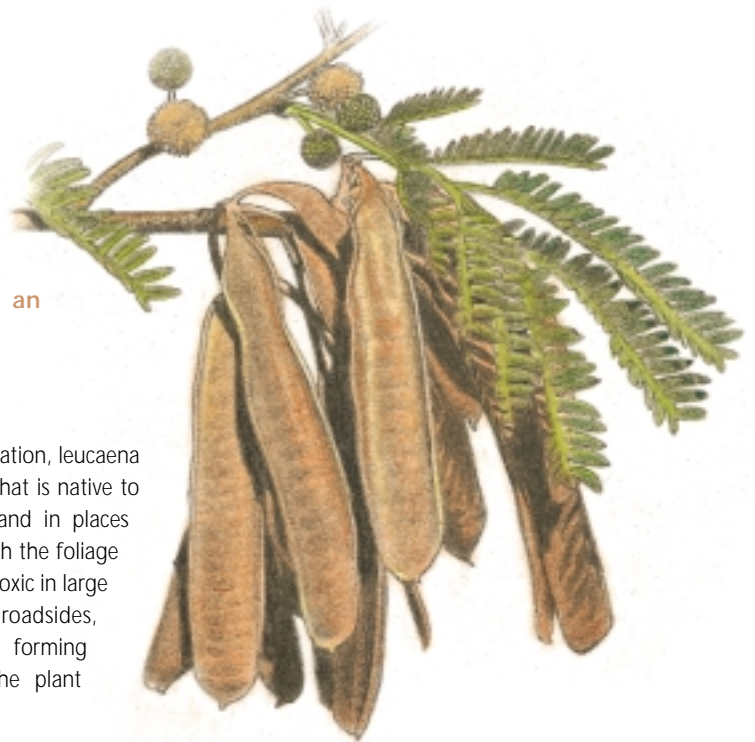 an
ation, leucaena
hat is native to
and in places
h the foliage
oxic in large
roadsides,
forming
he plant